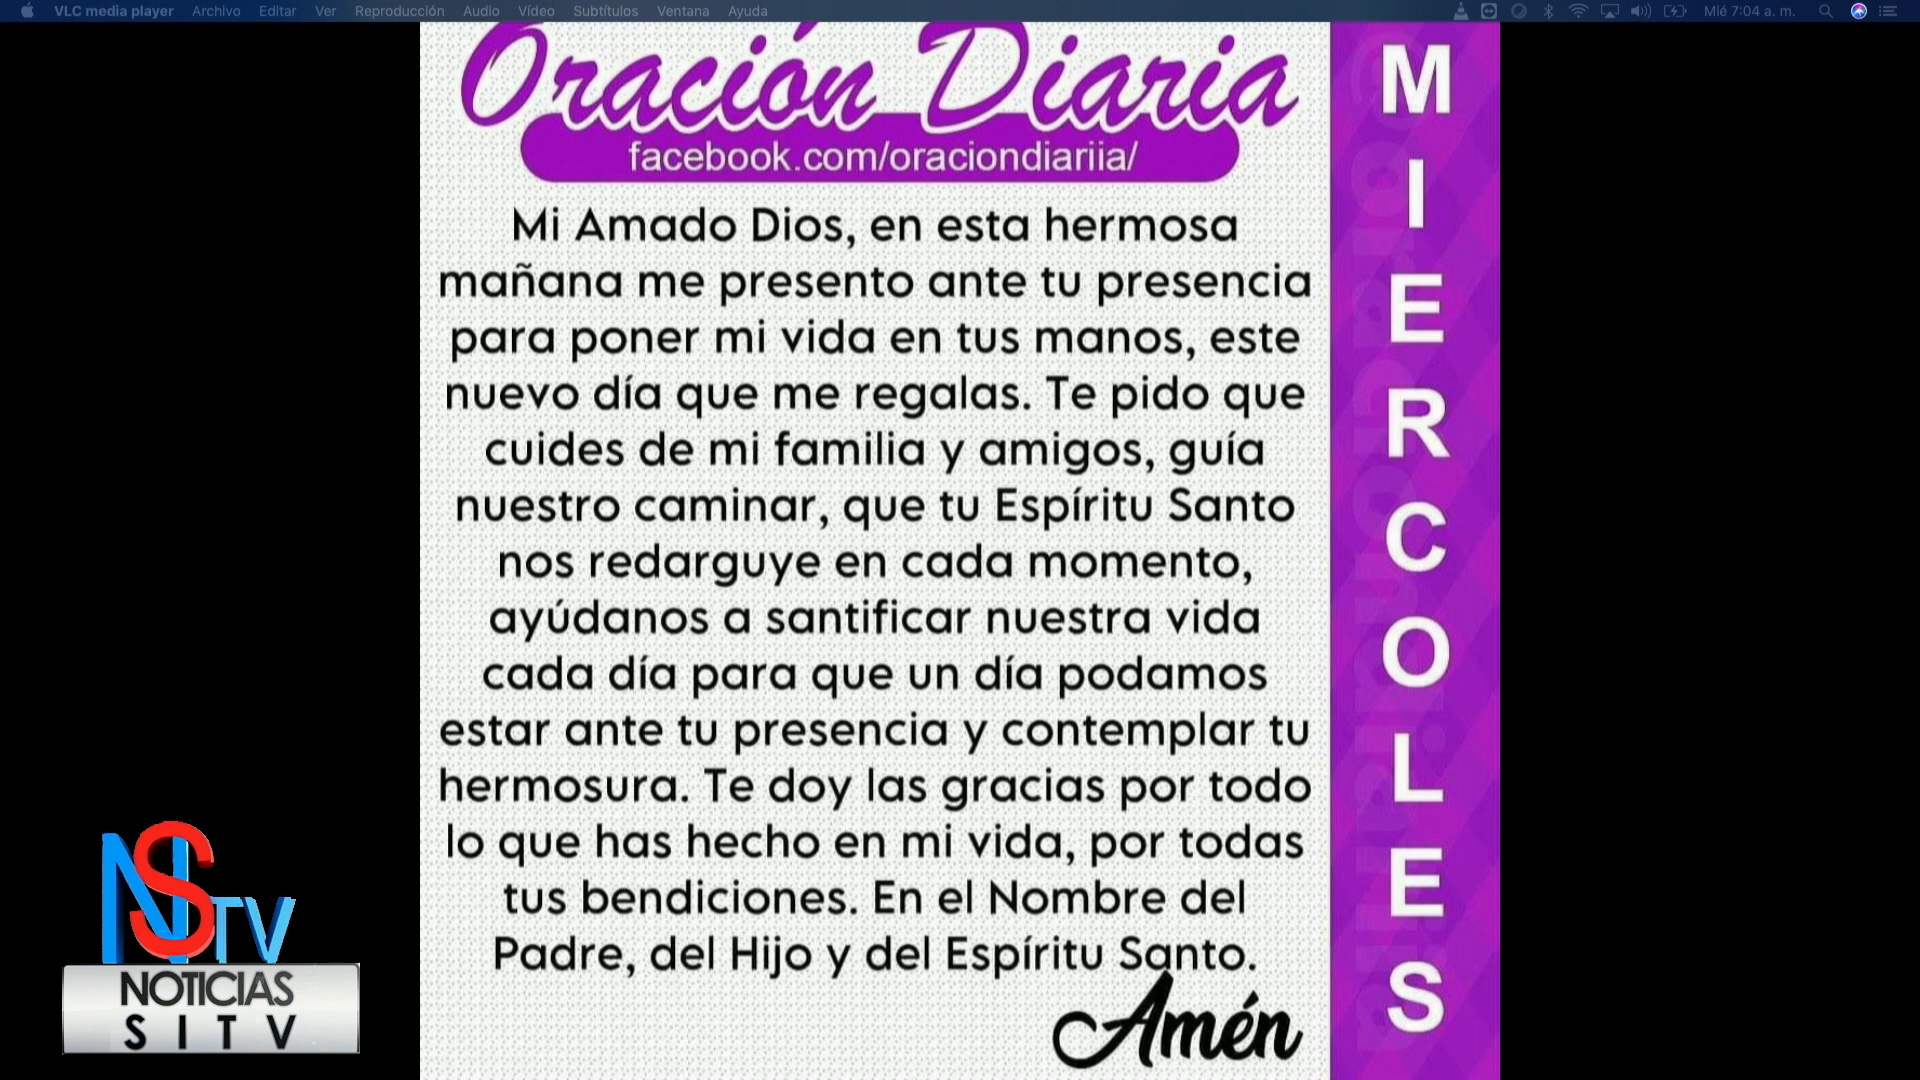 VLC media player Archivo Editar Ver Reproducción Audio Vídeo Subtítulos Ventana Ayuda Mié 7:04 a. m.
Oración Diaria
facebook.com/oraciondiariia/
Mi Amado Dios, en esta hermosa
mañana me presento ante tu presencia
para poner mi vida en tus manos, este
nuevo día que me regalas. Te pido que
cuides de mi familia y amigos, guía
nuestro caminar, que tu Espíritu Santo
nos redarguye en cada momento,
ayúdanos a santificar nuestra vida
cada día para que un día podamos
estar ante tu presencia y contemplar tu
hermosura. Te doy las gracias por todo
lo que has hecho en mi vida, por todas
tus bendiciones. En el Nombre del
Padre, del Hijo y del Espíritu Santo.
Amén
MIERCOLES
NSTV
NOTICIAS
SITV